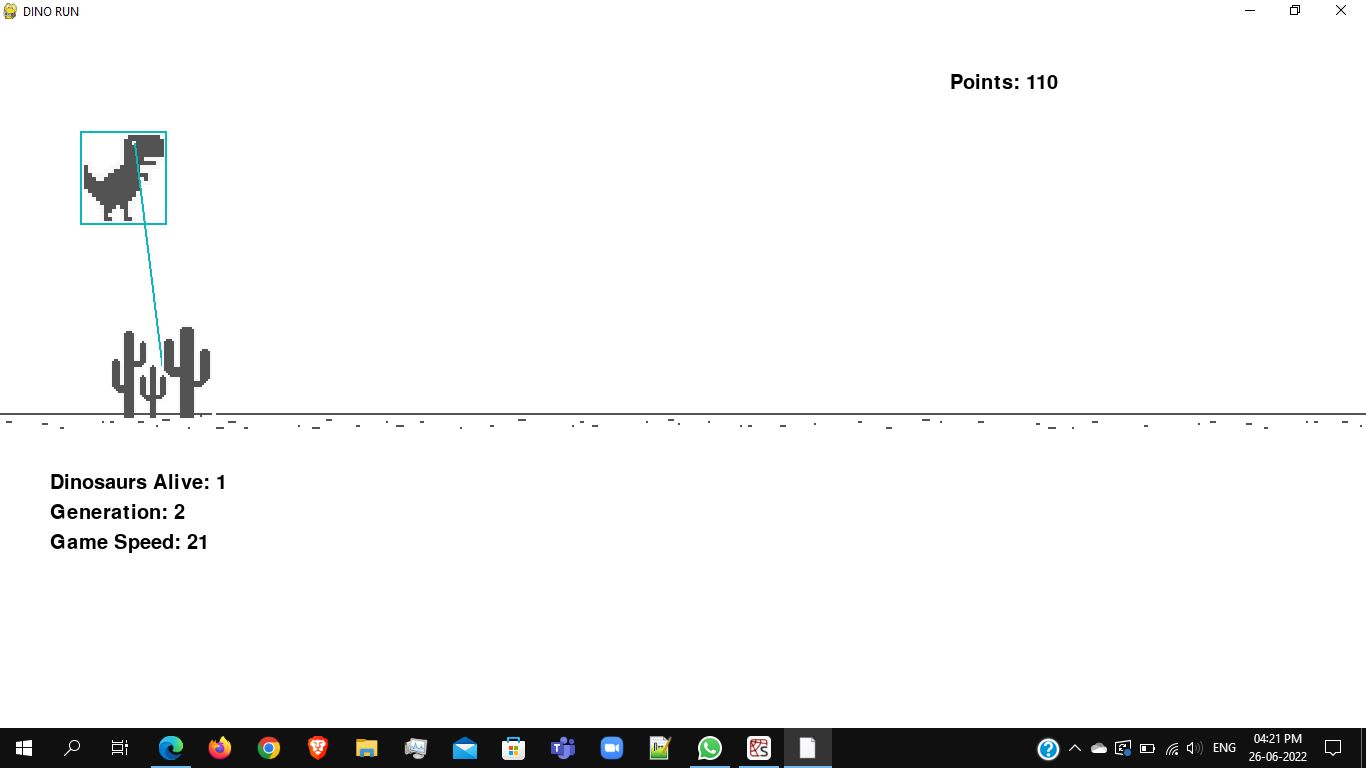 DINO RUN
Points: 110
Dinosaurs Alive: 1
Generation: 2
Game Speed: 21
ENG
04:21 PM
26-06-2022